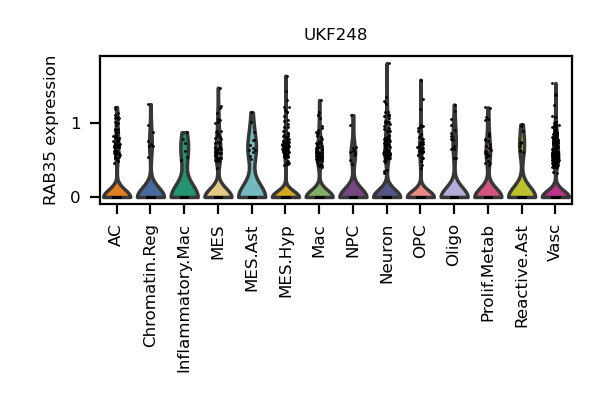 UKF248
RAB35 expression
1
0
AC
Chromatin.Reg
Inflammatory.Mac
MES
MES.Ast
MES.Hyp
Mac
NPC
Neuron
OPC
Oligo
Prolif.Metab
Reactive.Ast
Vasc